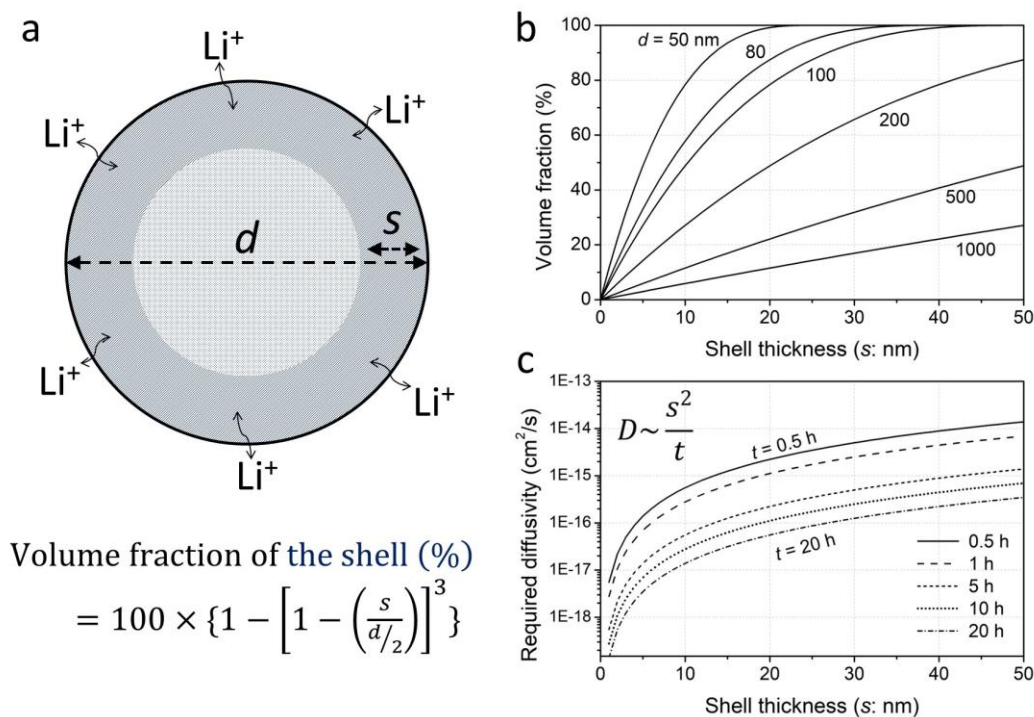 a
Li⁺
Li⁺
Li⁺
Li⁺
Li⁺
Li⁺
Li⁺
d
s
Volume fraction of the shell (%)
= 100 × {1 − [1 − (s/(d/2))]³}
b
Volume fraction (%)
100
80
60
40
20
0
d = 50 nm
80
100
200
500
1000
0 10 20 30 40 50
Shell thickness (s: nm)
c
Required diffusivity (cm²/s)
1E-13
1E-14
1E-15
1E-16
1E-17
1E-18
D~ s²/t
t = 0.5 h
t = 20 h
0.5 h
1 h
5 h
10 h
20 h
0 10 20 30 40 50
Shell thickness (s: nm)